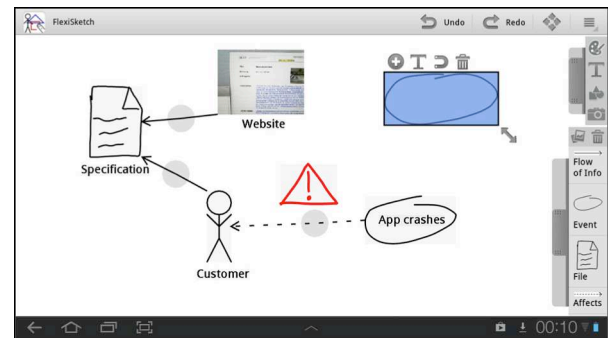 FlexiSketch
Undo
Redo
Website
Specification
Customer
App crashes
Flow
of Info
Event
File
Affects
00:10